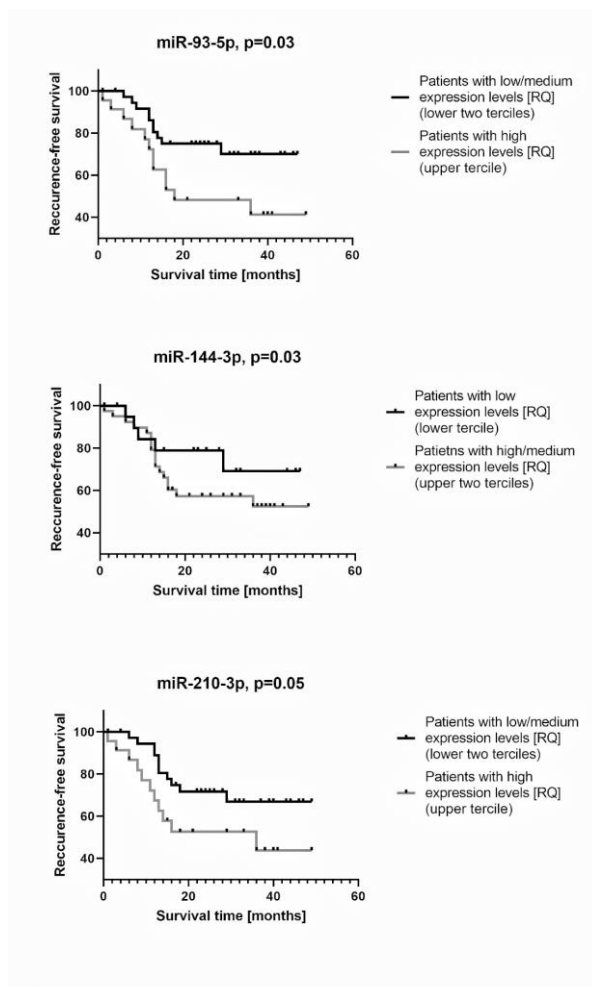 miR-93-5p, p=0.03
Reccurence-free survival
100
80
60
40
0
20
40
60
Survival time [months]
Patients with low/medium
expression levels [RQ]
(lower two terciles)
Patients with high
expression levels [RQ]
(upper tercile)
miR-144-3p, p=0.03
Reccurence-free survival
100
80
60
40
0
20
40
60
Survival time [months]
Patients with low
expression levels [RQ]
(lower tercile)
Patietns with high/medium
expression levels [RQ]
(upper two terciles)
miR-210-3p, p=0.05
Reccurence-free survival
100
80
60
40
0
20
40
60
Survival time [months]
Patients with low/medium
expression levels [RQ]
(lower two terciles)
Patients with high
expression levels [RQ]
(upper tercile)